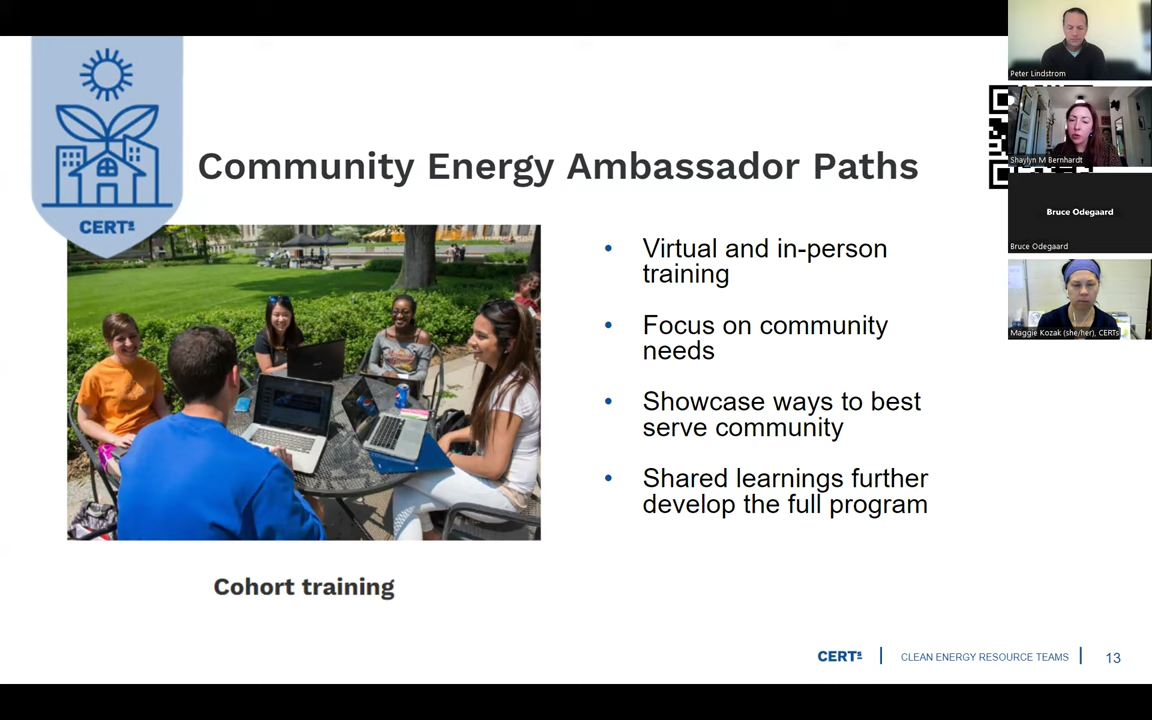 Community Energy Ambassador Paths
CERTs
• Virtual and in-person
training
• Focus on community
needs
• Showcase ways to best
serve community
• Shared learnings further
develop the full program
Cohort training
CERTs | CLEAN ENERGY RESOURCE TEAMS | 13
Peter Lindstrom
Shaylyn M Bernhardt
Bruce Odegaard
Bruce Odegaard
Maggie Kozak (she/her), CERTs